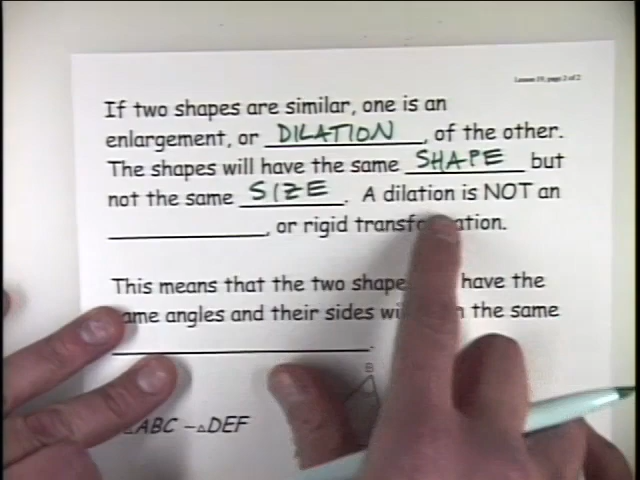 Lesson 19, page 2 of 2
If two shapes are similar, one is an
enlargement, or DILATION, of the other.
The shapes will have the same SHAPE but
not the same SIZE. A dilation is NOT an
, or rigid transformation.
This means that the two shape have the
ame angles and their sides wi the same
B
ABC ~△DEF